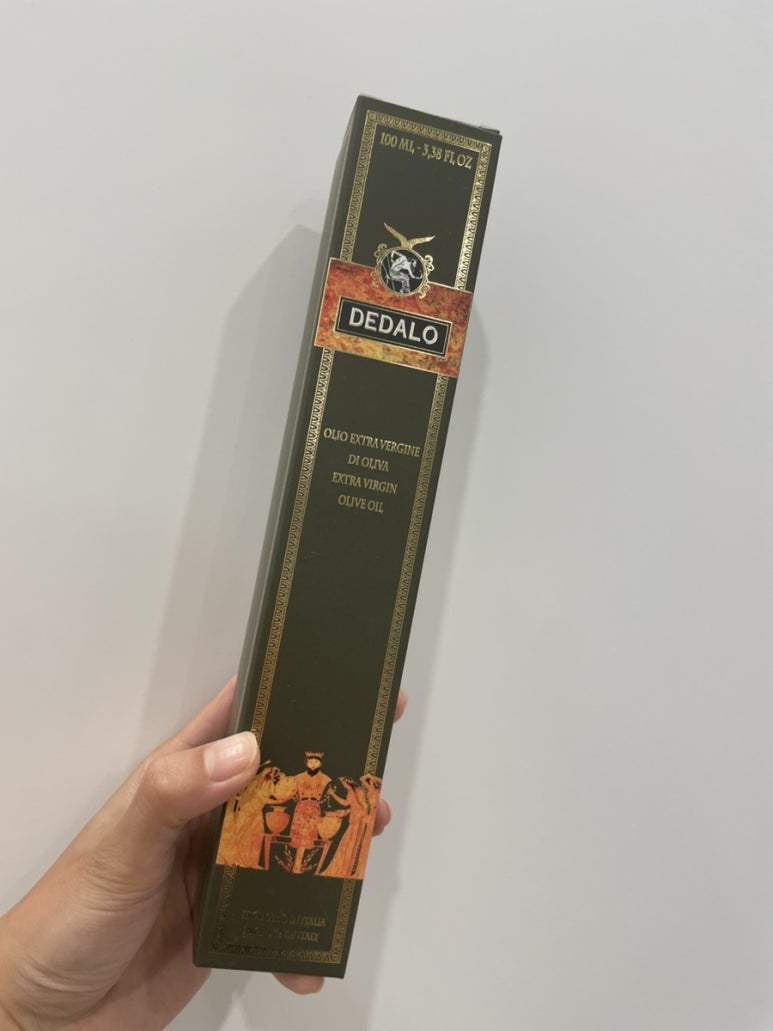 100 ML - 3,38 FL OZ
DEDALO
OLIO EXTRA VERGINE
DI OLIVA
EXTRA VIRGIN
OLIVE OIL